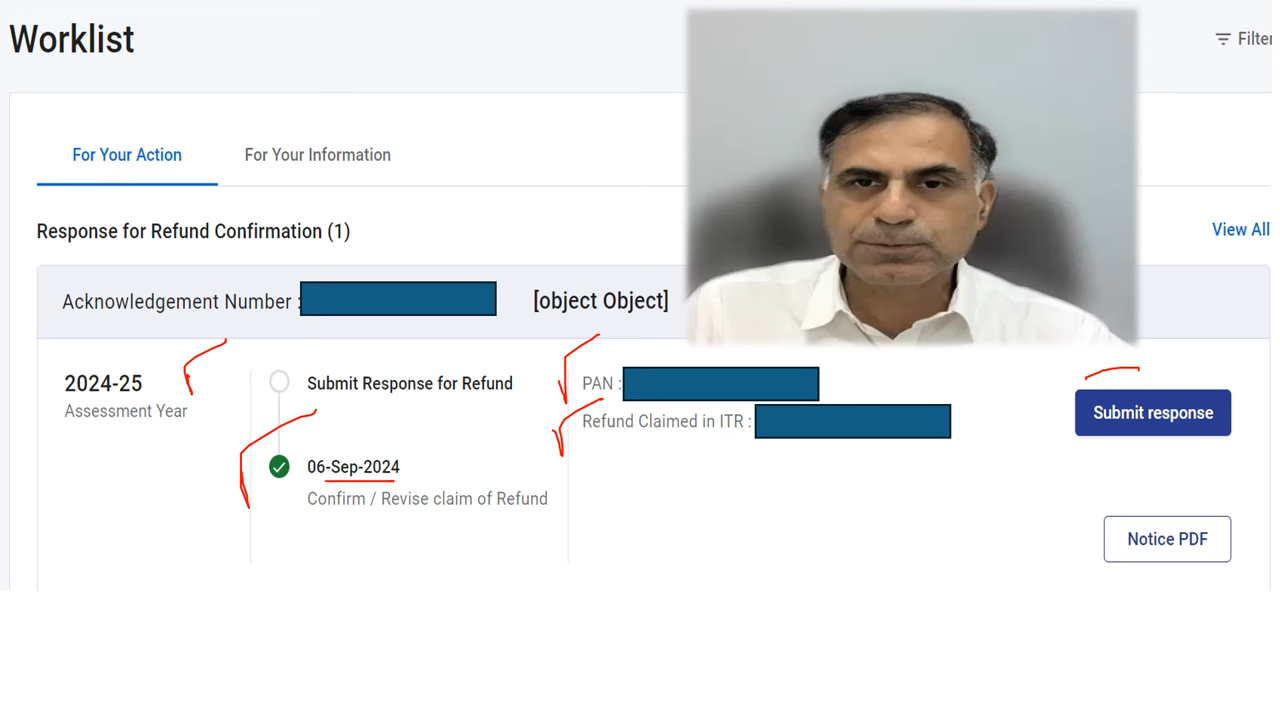 Worklist
Filter
For Your Action
For Your Information
Response for Refund Confirmation (1)
View All
Acknowledgement Number :
[object Object]
2024-25
Assessment Year
Submit Response for Refund
06-Sep-2024
Confirm / Revise claim of Refund
PAN :
Refund Claimed in ITR :
Submit response
Notice PDF